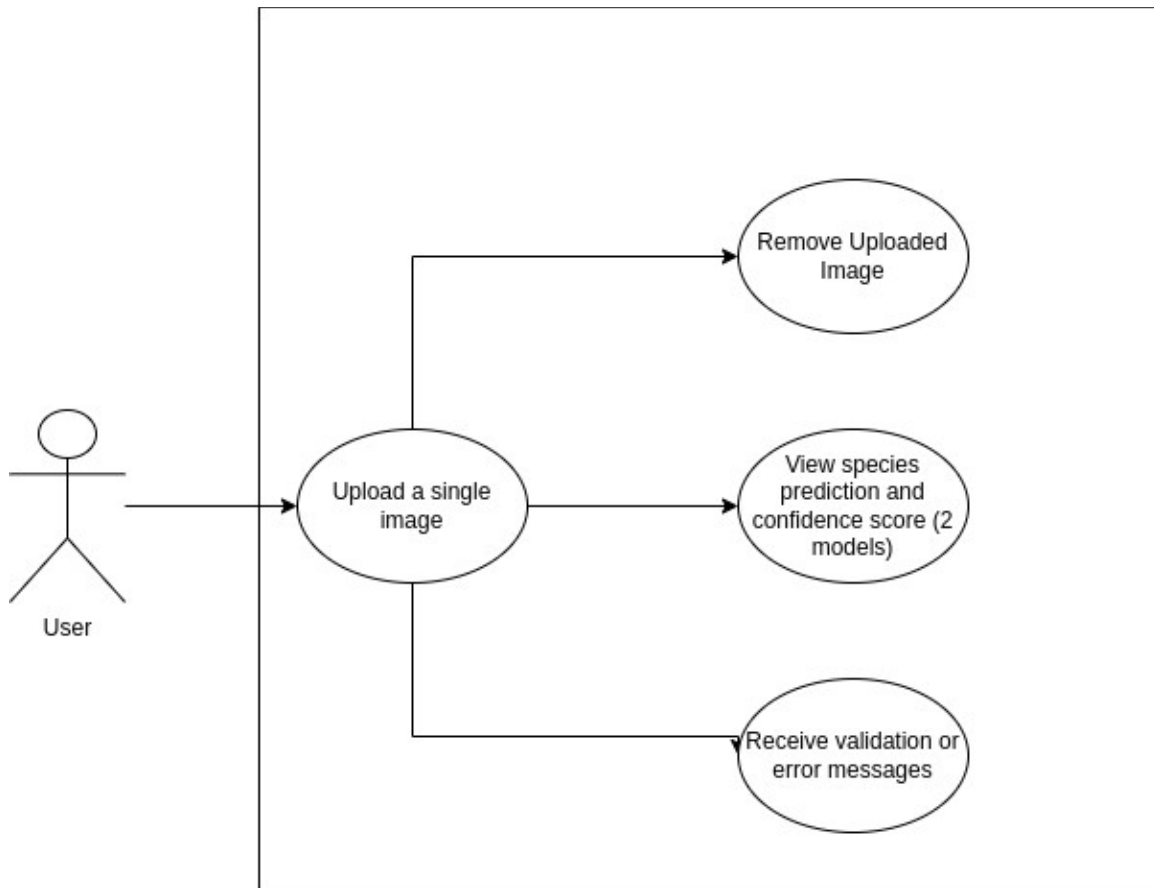 Remove Uploaded
Image
Upload a single
image
View species
prediction and
confidence score (2
models)
User
Receive validation or
error messages